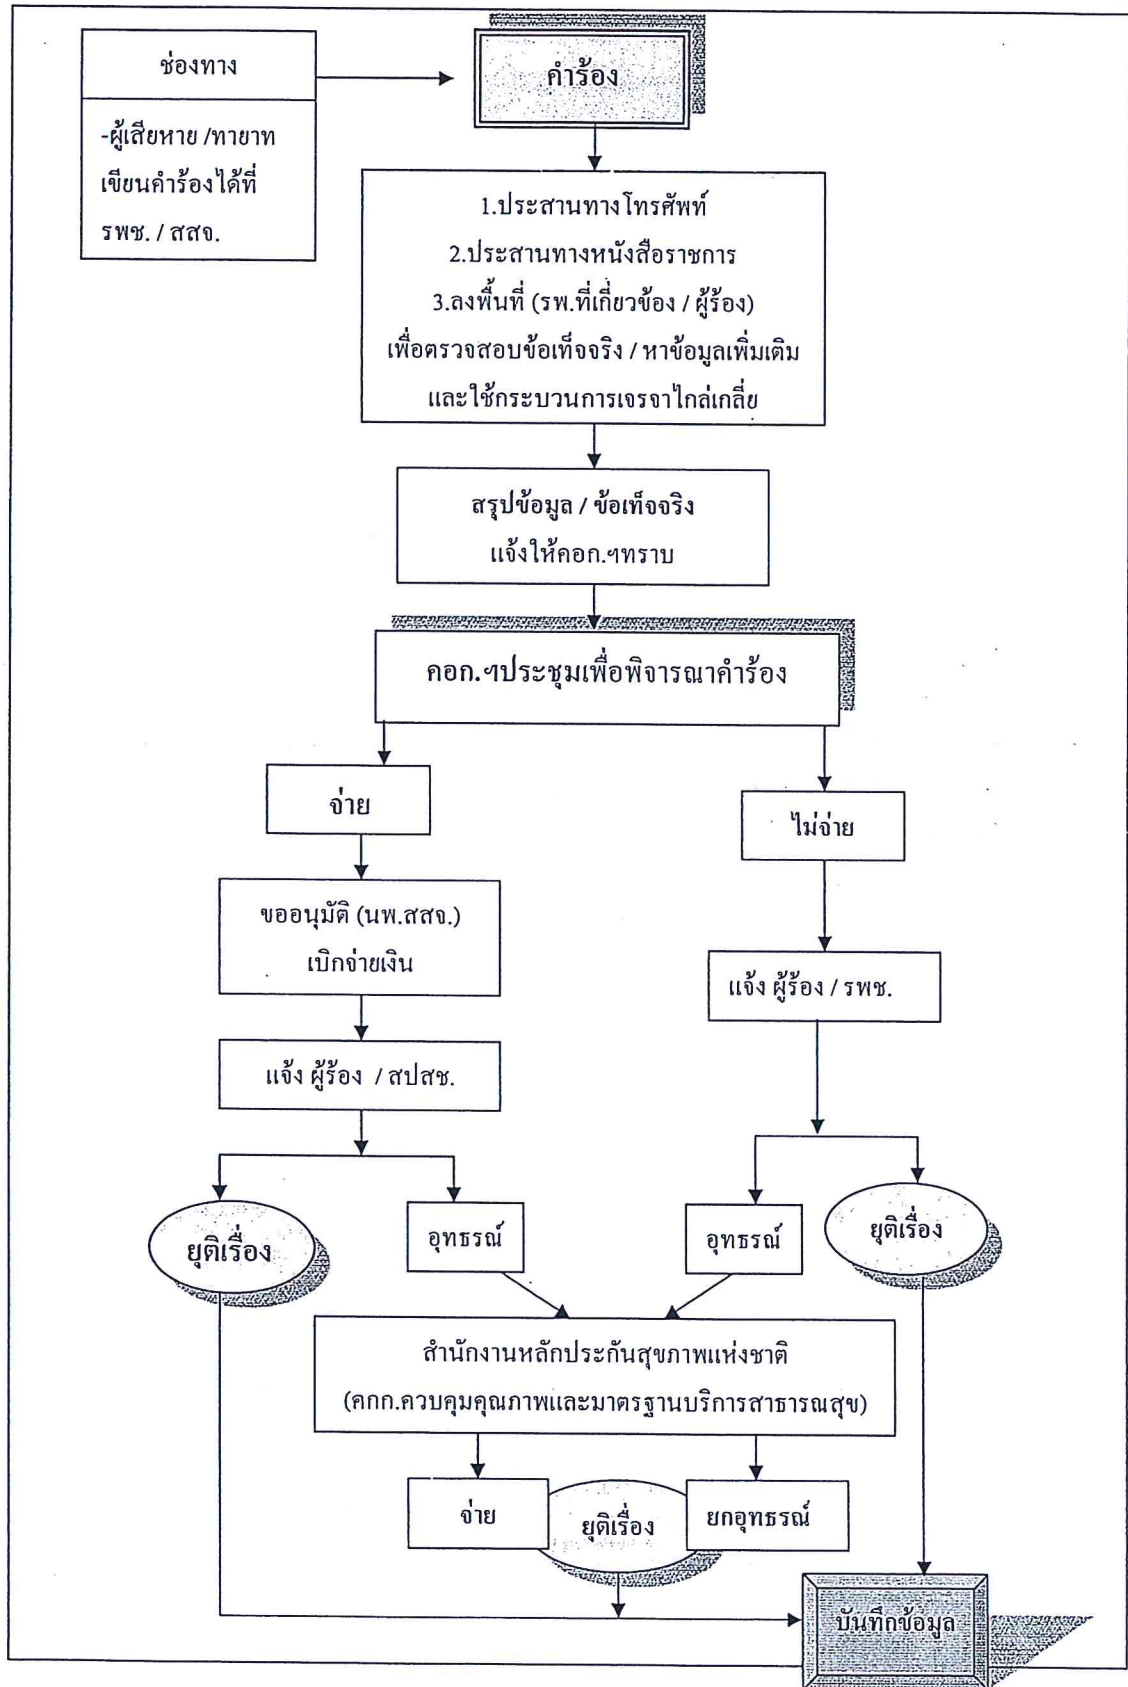 ช่องทาง
-ผู้เสียหาย /ทายาท
เขียนคำร้องได้ที่
รพช. / สสจ.
คำร้อง
1.ประสานทางโทรศัพท์
2.ประสานทางหนังสือราชการ
3.ลงพื้นที่ (รพ.ที่เกี่ยวข้อง / ผู้ร้อง)
เพื่อตรวจสอบข้อเท็จจริง / หาข้อมูลเพิ่มเติม
และใช้กระบวนการเจรจาไกล่เกลี่ย
สรุปข้อมูล / ข้อเท็จจริง
แจ้งให้คอก.ฯทราบ
คอก.ฯประชุมเพื่อพิจารณาคำร้อง
จ่าย
ไม่จ่าย
ขออนุมัติ (นพ.สสจ.)
เบิกจ่ายเงิน
แจ้ง ผู้ร้อง / รพช.
แจ้ง ผู้ร้อง / สปสช.
ยุติเรื่อง
อุทธรณ์
อุทธรณ์
ยุติเรื่อง
สำนักงานหลักประกันสุขภาพแห่งชาติ
(คกก.ควบคุมคุณภาพและมาตรฐานบริการสาธารณสุข)
จ่าย
ยุติเรื่อง
ยกอุทธรณ์
บันทึกข้อมูล